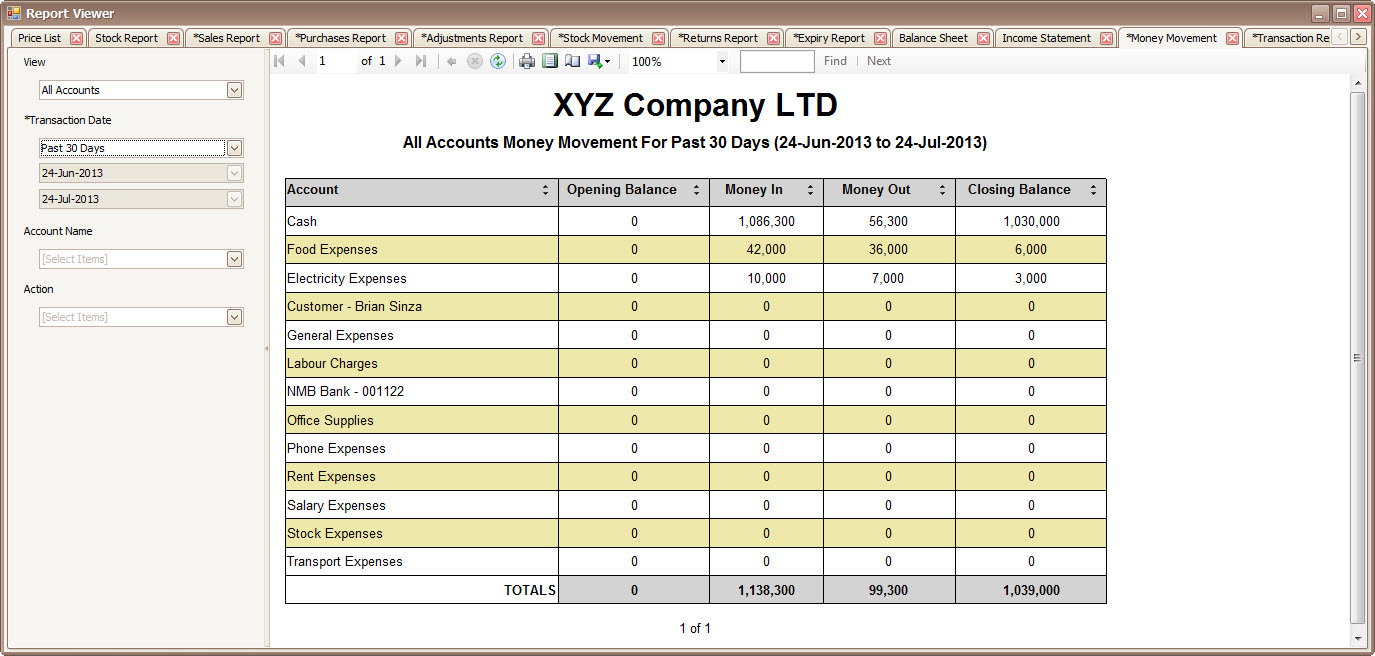 Report Viewer
Price List Stock Report *Sales Report *Purchases Report *Adjustments Report *Stock Movement *Returns Report *Expiry Report Balance Sheet Income Statement *Money Movement *Transaction Re
View
1 of 1 100% Find Next
All Accounts
*Transaction Date
Past 30 Days
24-Jun-2013
24-Jul-2013
Account Name
[Select Items]
Action
[Select Items]
XYZ Company LTD
All Accounts Money Movement For Past 30 Days (24-Jun-2013 to 24-Jul-2013)
Account Opening Balance Money In Money Out Closing Balance
Cash 0 1,086,300 56,300 1,030,000
Food Expenses 0 42,000 36,000 6,000
Electricity Expenses 0 10,000 7,000 3,000
Customer - Brian Sinza 0 0 0 0
General Expenses 0 0 0 0
Labour Charges 0 0 0 0
NMB Bank - 001122 0 0 0 0
Office Supplies 0 0 0 0
Phone Expenses 0 0 0 0
Rent Expenses 0 0 0 0
Salary Expenses 0 0 0 0
Stock Expenses 0 0 0 0
Transport Expenses 0 0 0 0
TOTALS 0 1,138,300 99,300 1,039,000
1 of 1